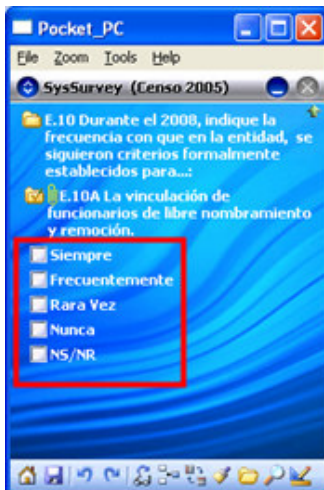 Pocket_PC
File Zoom Tools Help
SysSurvey (Censo 2005)
E.10 Durante el 2008, indique la
frecuencia con que en la entidad, se
siguieron criterios formalmente
establecidos para...:
E.10A La vinculación de
funcionarios de libre nombramiento
y remoción.
Siempre
Frecuentemente
Rara Vez
Nunca
NS/NR